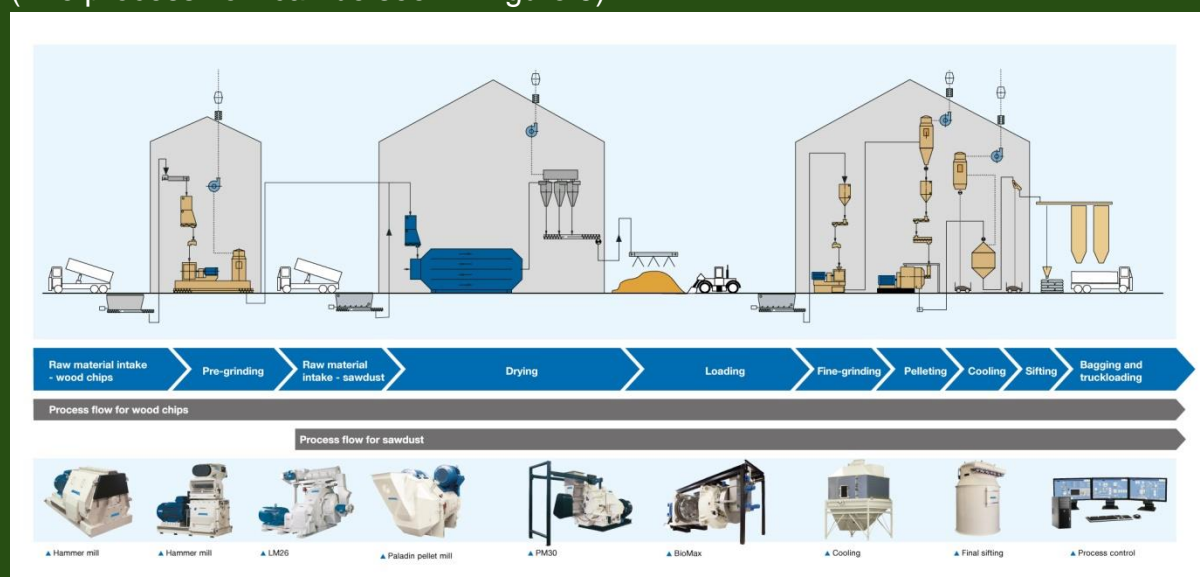 Raw material intake
- wood chips
Pre-grinding
Raw material
intake - sawdust
Drying
Loading
Fine-grinding
Pelleting
Cooling
Sifting
Bagging and
truckloading
Process flow for wood chips
Process flow for sawdust
▲ Hammer mill
▲ Hammer mill
▲ LM26
▲ Paladin pellet mill
▲ PM30
▲ BioMax
▲ Cooling
▲ Final sifting
▲ Process control